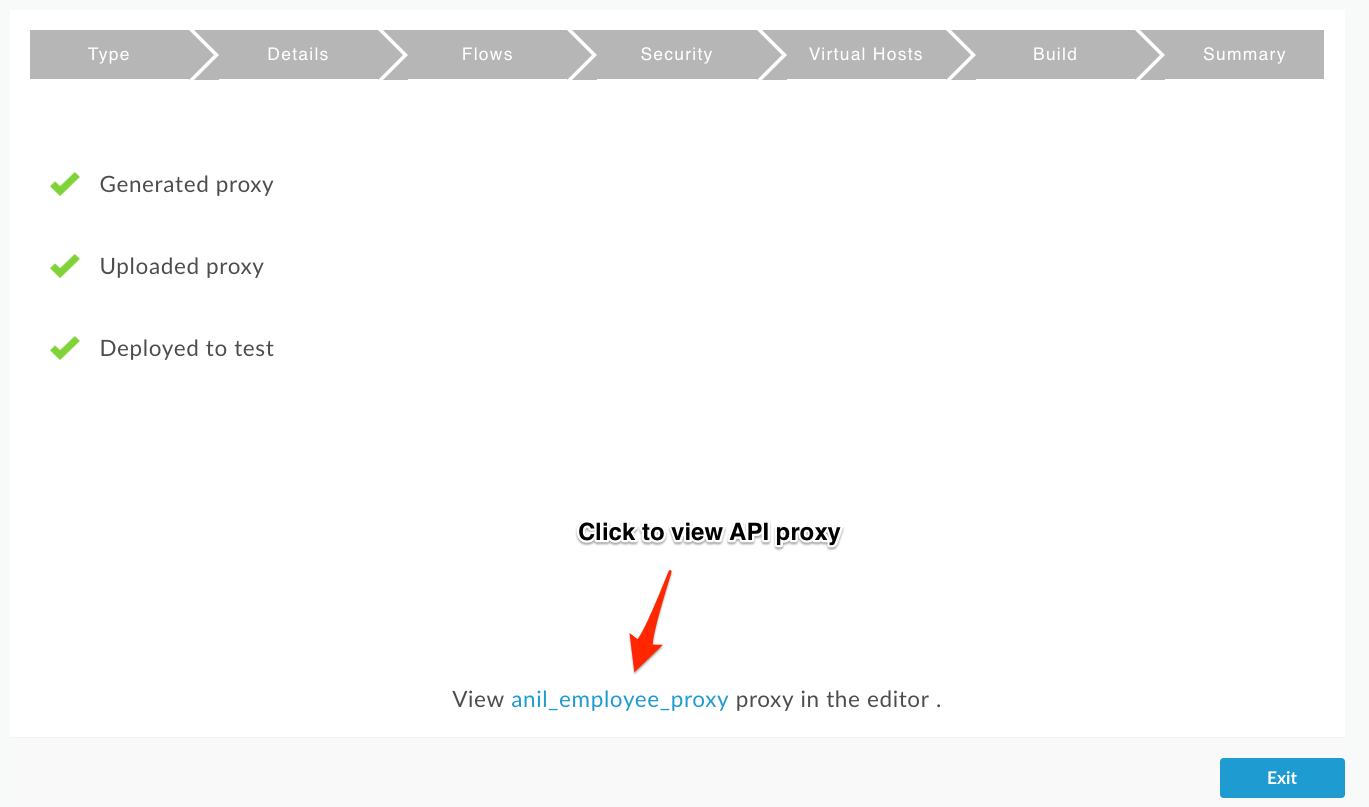 Type Details Flows Security Virtual Hosts Build Summary
Generated proxy
Uploaded proxy
Deployed to test
Click to view API proxy
View anil_employee_proxy proxy in the editor .
Exit